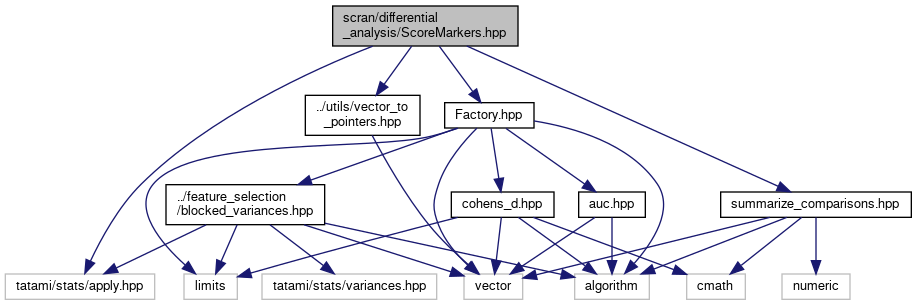 scran/differential
_analysis/ScoreMarkers.hpp
../utils/vector_to
_pointers.hpp
Factory.hpp
../feature_selection
/blocked_variances.hpp
cohens_d.hpp
auc.hpp
summarize_comparisons.hpp
tatami/stats/apply.hpp
limits
tatami/stats/variances.hpp
vector
algorithm
cmath
numeric